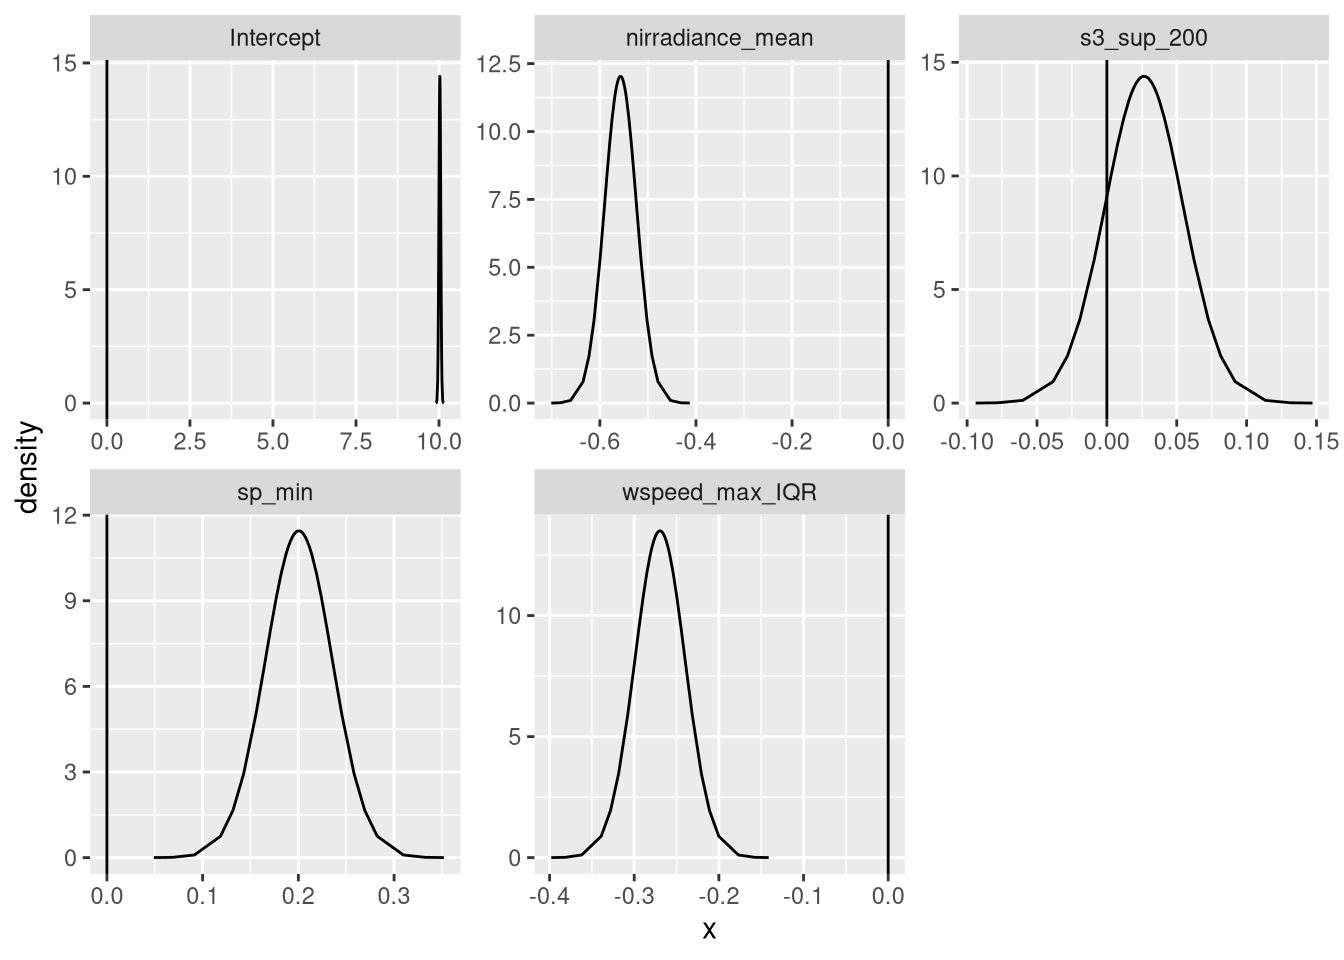 Intercept nirradiance_mean s3_sup_200
15 12.5 15
10.0
10 10
7.5
5.0
5 5
2.5
0 0.0 0
0.0 2.5 5.0 7.5 10.0 -0.6 -0.4 -0.2 0.0 -0.10 -0.05 0.00 0.05 0.10 0.15
density
sp_min wspeed_max_IQR
12
9 10
6
5
3
0 0
0.0 0.1 0.2 0.3 -0.4 -0.3 -0.2 -0.1 0.0
x